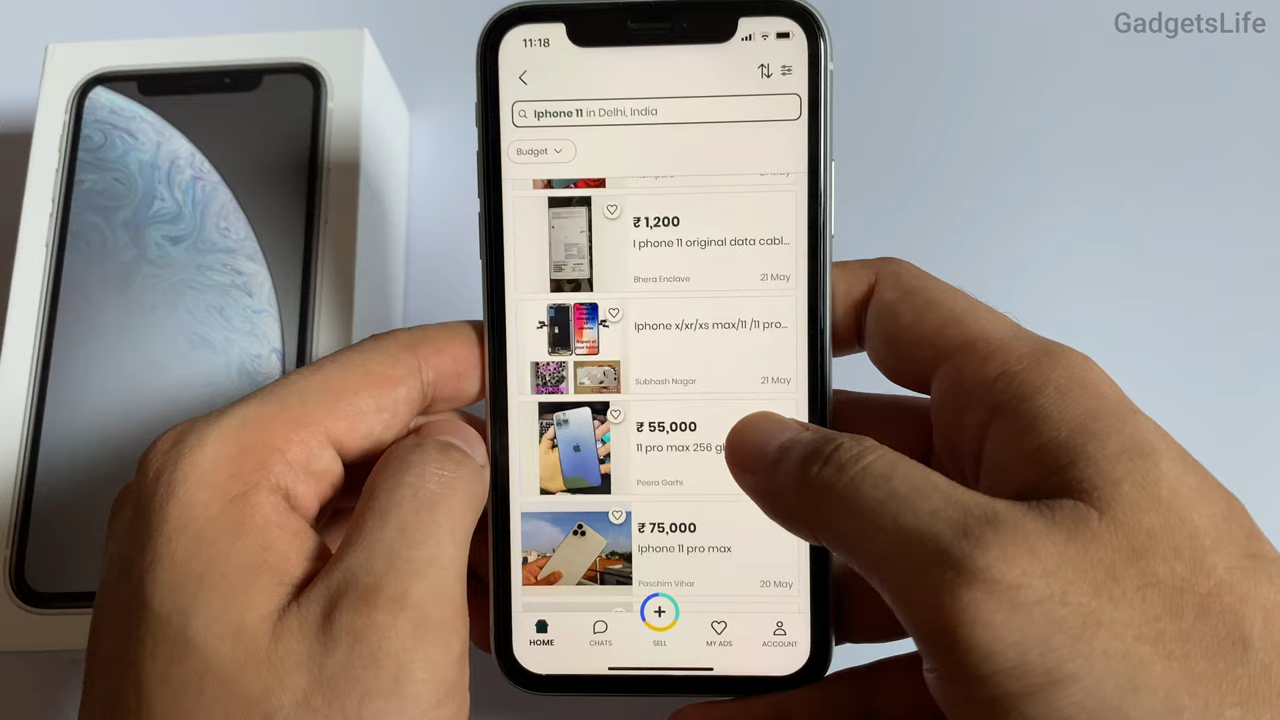 GadgetsLife
11:18
Iphone 11 in Delhi, India
Budget
₹ 1,200
I phone 11 original data cabl...
Bhera Enclave
21 May
Iphone x/xr/xs max/11 /11 pro...
Subhash Nagar
21 May
₹ 55,000
11 pro max 256 gb
Peera Garhi
₹ 75,000
Iphone 11 pro max
Paschim Vihar
20 May
HOME
CHATS
SELL
MY ADS
ACCOUNT